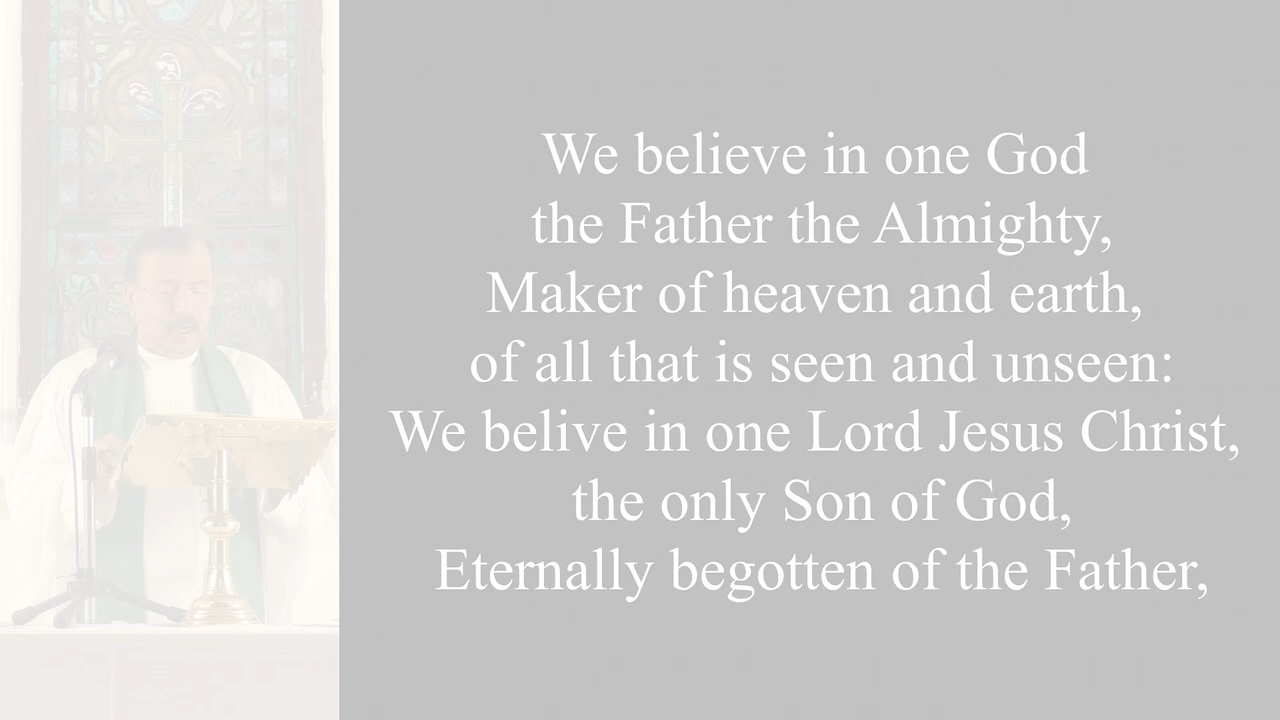 We believe in one God
the Father the Almighty,
Maker of heaven and earth,
of all that is seen and unseen:
We belive in one Lord Jesus Christ,
the only Son of God,
Eternally begotten of the Father,